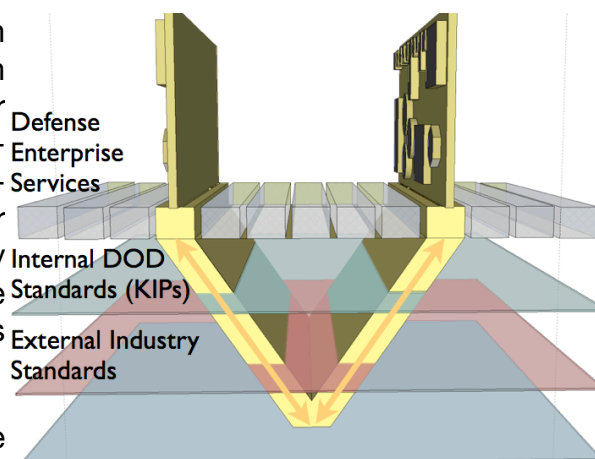 Defense
Enterprise
Services
Internal DOD
Standards (KIPs)
External Industry
Standards